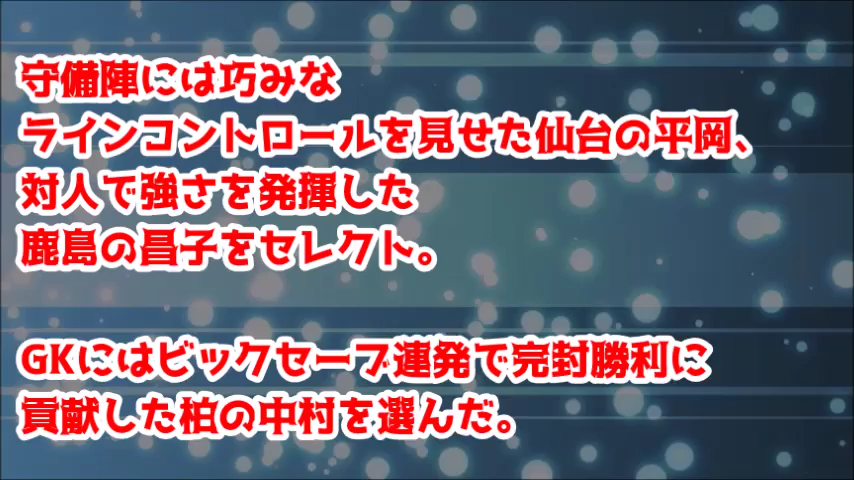 守備陣には巧みな
ラインコントロールを見せた仙台の平岡、
対人で強さを発揮した
鹿島の昌子をセレクト。
GKにはビックセーブ連発で完封勝利に
貢献した柏の中村を選んだ。